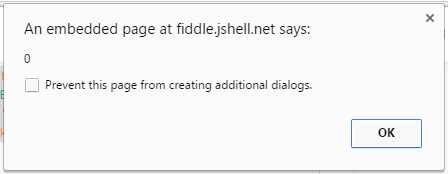 An embedded page at fiddle.jshell.net says:
0
Prevent this page from creating additional dialogs.
OK